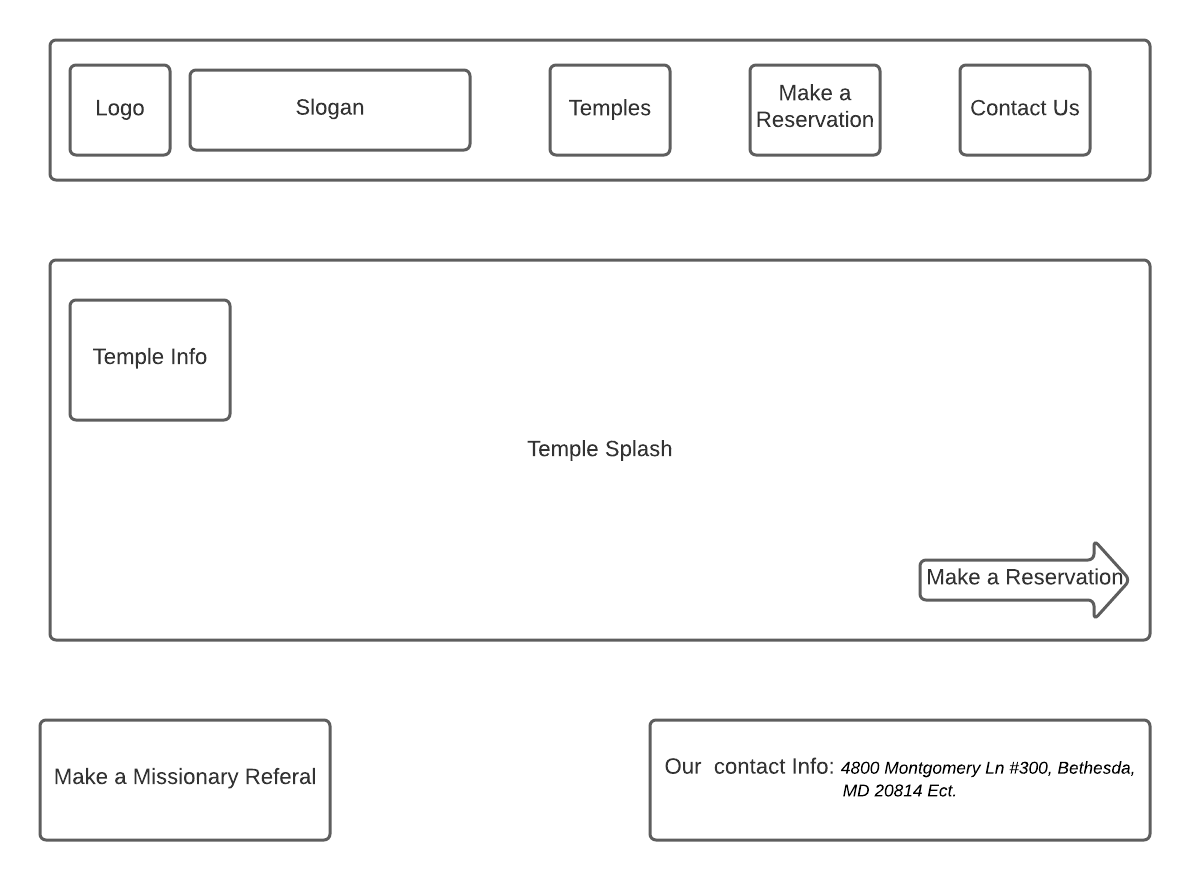 Logo
Slogan
Temples
Make a
Reservation
Contact Us
Temple Info
Temple Splash
Make a Reservation
Make a Missionary Referal
Our contact Info: 4800 Montgomery Ln #300, Bethesda,
MD 20814 Ect.